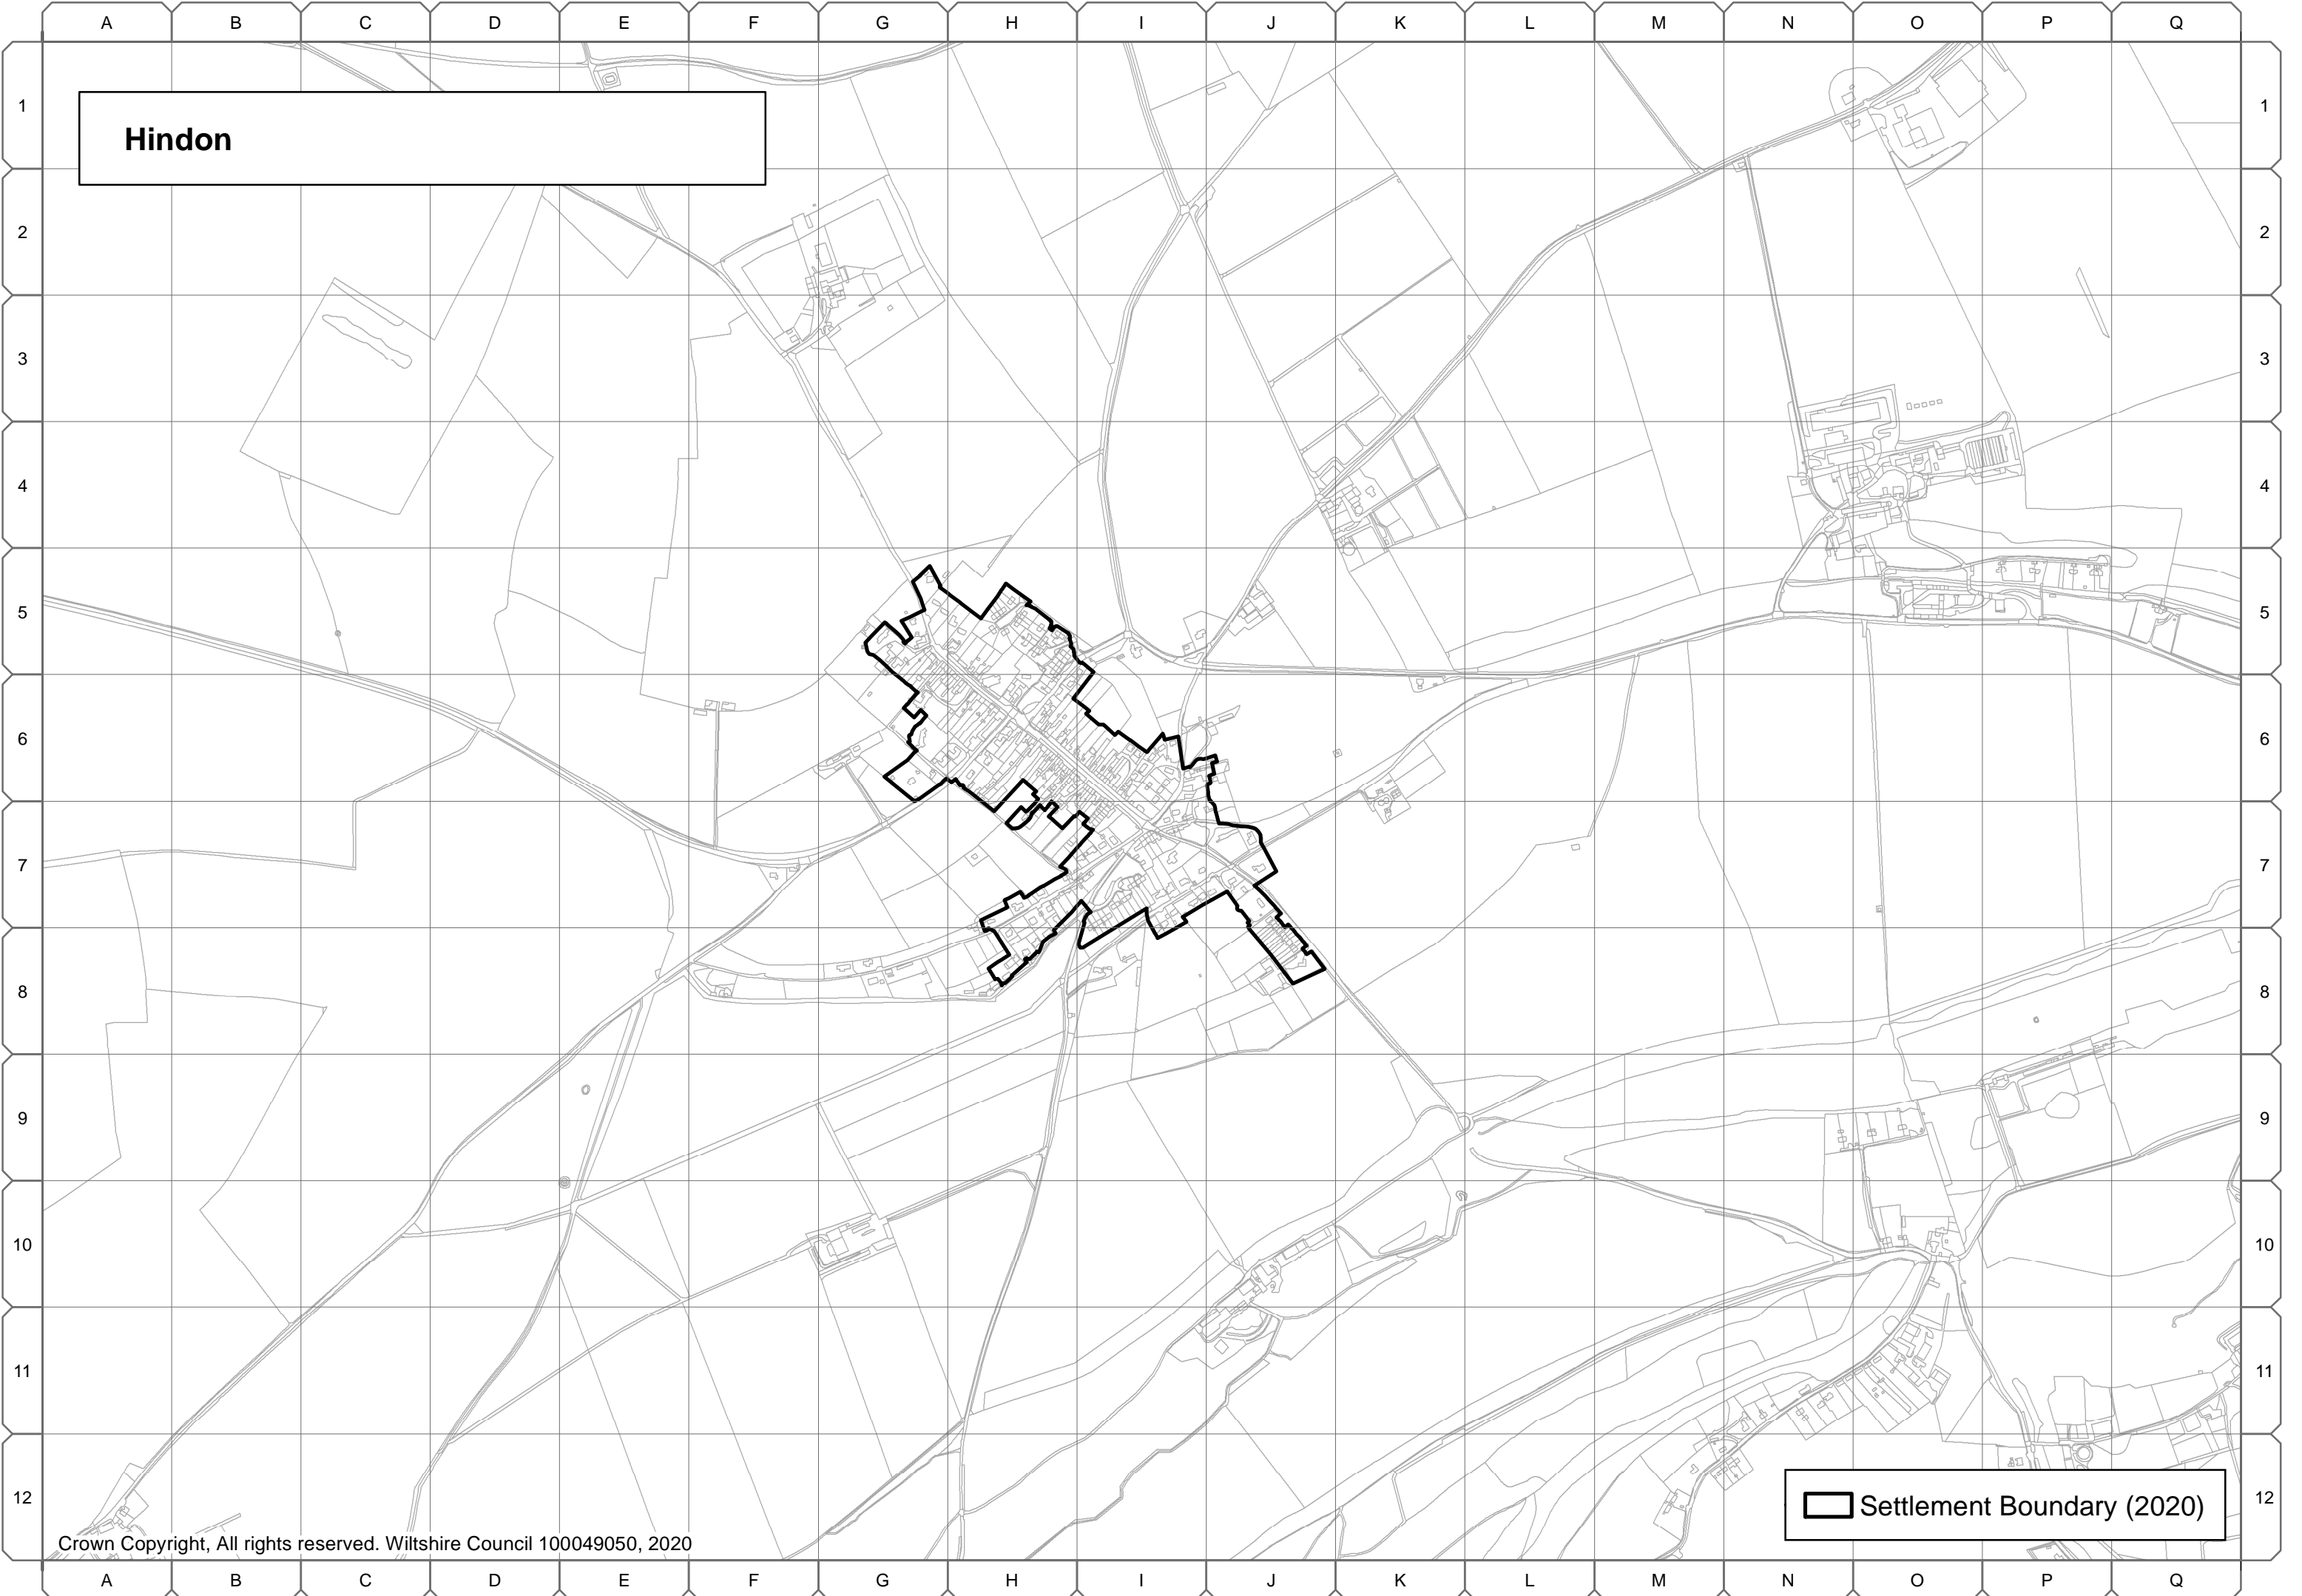 A B C D E F G H I J K L M N O P Q
1 1
Hindon
2 2
3 3
4 4
5 5
6 6
7 7
8 8
9 9
10 10
11 11
12 12
Settlement Boundary (2020)
Crown Copyright, All rights reserved. Wiltshire Council 100049050, 2020
A B C D E F G H I J K L M N O P Q